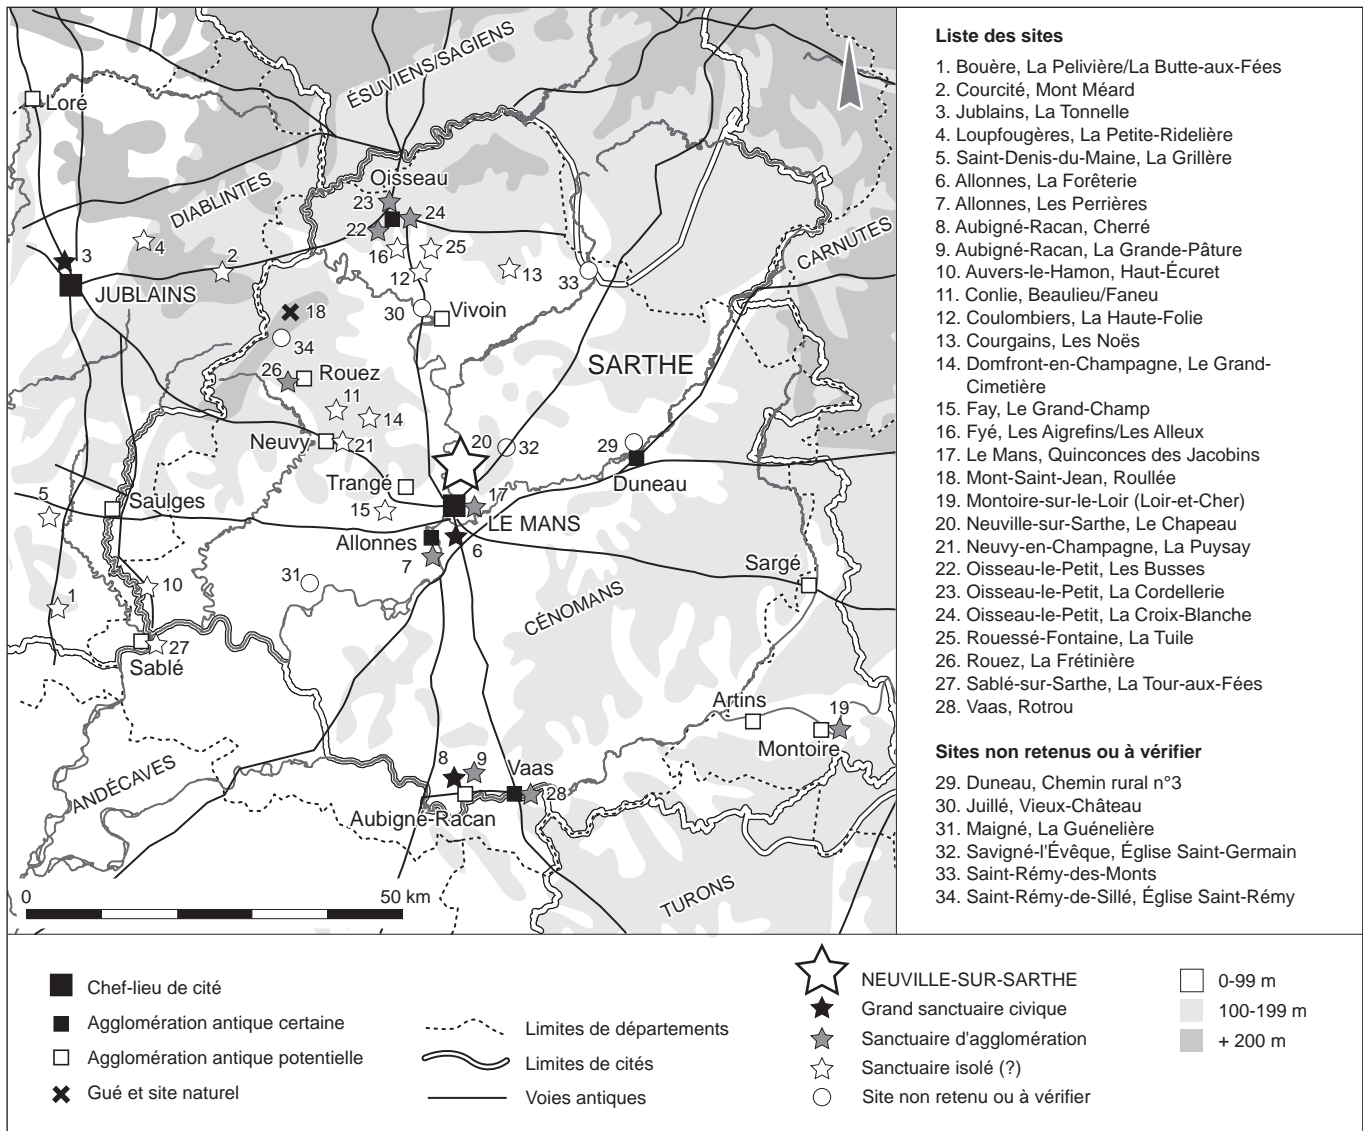 ÉSUVIENS/SAGIENS
Loré
DIABLINTES
Oisseau
23
24
22
16
25
3
4
2
12
13
33
CARNUTES
JUBLAINS
18
30
Vivoin
34
SARTHE
26
Rouez
11
14
Neuvy
21
20
32
29
Trangé
Duneau
5
Saulges
15
17
LE MANS
Allonnes
6
7
Sargé
31
10
1
CÉNOMANS
27
Sablé
Artins
19
Montoire
ANDÉCAVES
8
9
Vaas
28
Aubigné-Racan
TURONS
0
50 km
Liste des sites
1. Bouère, La Pelivière/La Butte-aux-Fées
2. Courcité, Mont Méard
3. Jublains, La Tonnelle
4. Loupfougères, La Petite-Ridelière
5. Saint-Denis-du-Maine, La Grillère
6. Allonnes, La Forêterie
7. Allonnes, Les Perrières
8. Aubigné-Racan, Cherré
9. Aubigné-Racan, La Grande-Pâture
10. Auvers-le-Hamon, Haut-Écuret
11. Conlie, Beaulieu/Faneu
12. Coulombiers, La Haute-Folie
13. Courgains, Les Noës
14. Domfront-en-Champagne, Le Grand-
Cimetière
15. Fay, Le Grand-Champ
16. Fyé, Les Aigrefins/Les Alleux
17. Le Mans, Quinconces des Jacobins
18. Mont-Saint-Jean, Roullée
19. Montoire-sur-le-Loir (Loir-et-Cher)
20. Neuville-sur-Sarthe, Le Chapeau
21. Neuvy-en-Champagne, La Puysay
22. Oisseau-le-Petit, Les Busses
23. Oisseau-le-Petit, La Cordellerie
24. Oisseau-le-Petit, La Croix-Blanche
25. Rouessé-Fontaine, La Tuile
26. Rouez, La Frétinière
27. Sablé-sur-Sarthe, La Tour-aux-Fées
28. Vaas, Rotrou
Sites non retenus ou à vérifier
29. Duneau, Chemin rural n°3
30. Juillé, Vieux-Château
31. Maigné, La Guénelière
32. Savigné-l'Évêque, Église Saint-Germain
33. Saint-Rémy-des-Monts
34. Saint-Rémy-de-Sillé, Église Saint-Rémy
Chef-lieu de cité
Agglomération antique certaine
Agglomération antique potentielle
Gué et site naturel
Limites de départements
Limites de cités
Voies antiques
NEUVILLE-SUR-SARTHE
Grand sanctuaire civique
Sanctuaire d'agglomération
Sanctuaire isolé (?)
Site non retenu ou à vérifier
0-99 m
100-199 m
+ 200 m